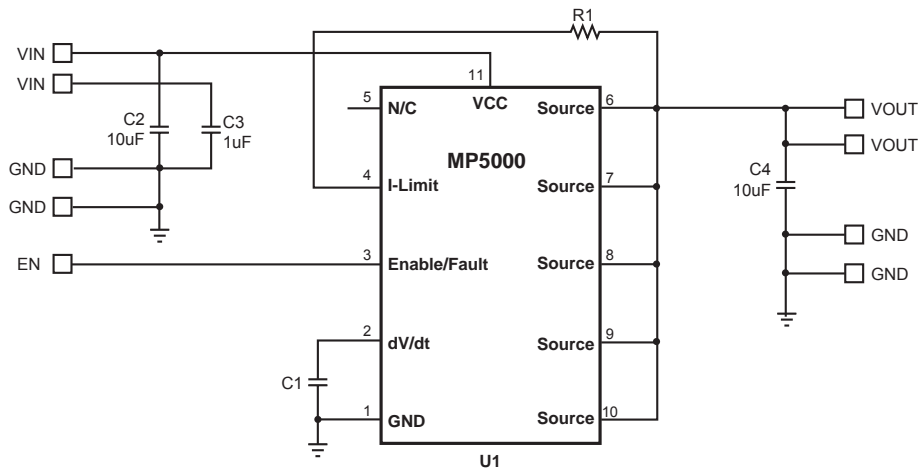 R1
VIN
VIN
C2
10uF
C3
1uF
GND
GND
EN
C1
11
VCC
MP5000
5
N/C
4
I-Limit
3
Enable/Fault
2
dV/dt
1
GND
Source
6
Source
7
Source
8
Source
9
Source
10
U1
VOUT
VOUT
C4
10uF
GND
GND